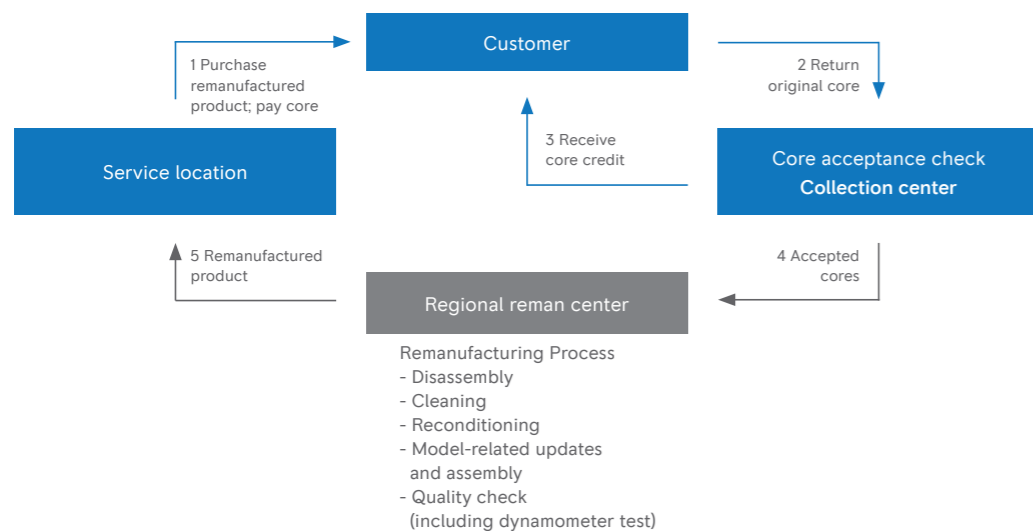 Customer
1 Purchase
remanufactured
product; pay core
2 Return
original core
3 Receive
core credit
Service location
Core acceptance check
Collection center
5 Remanufactured
product
4 Accepted
cores
Regional reman center
Remanufacturing Process
- Disassembly
- Cleaning
- Reconditioning
- Model-related updates
and assembly
- Quality check
(including dynamometer test)